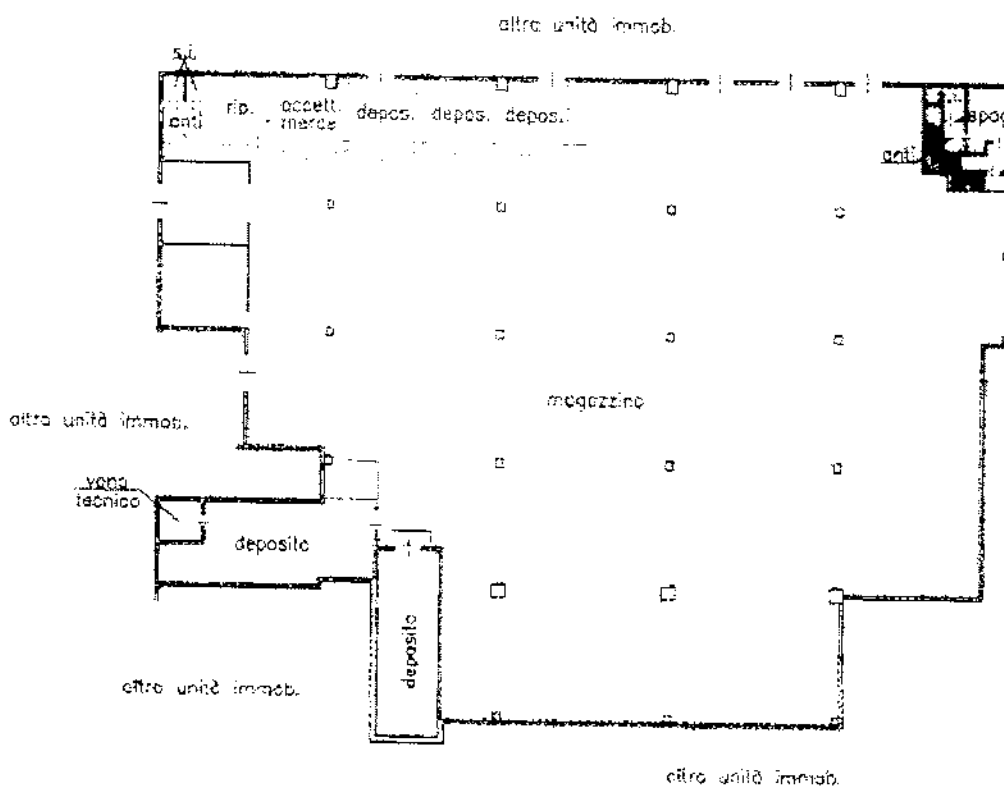 altra unità immob.
s.i.
anti
rip.
accett.
merce
depos.
depos.
depos.
spog
anti
magazzino
altra unità immob.
vano
tecnico
deposito
deposito
altra unità immob.
altra unità immob.